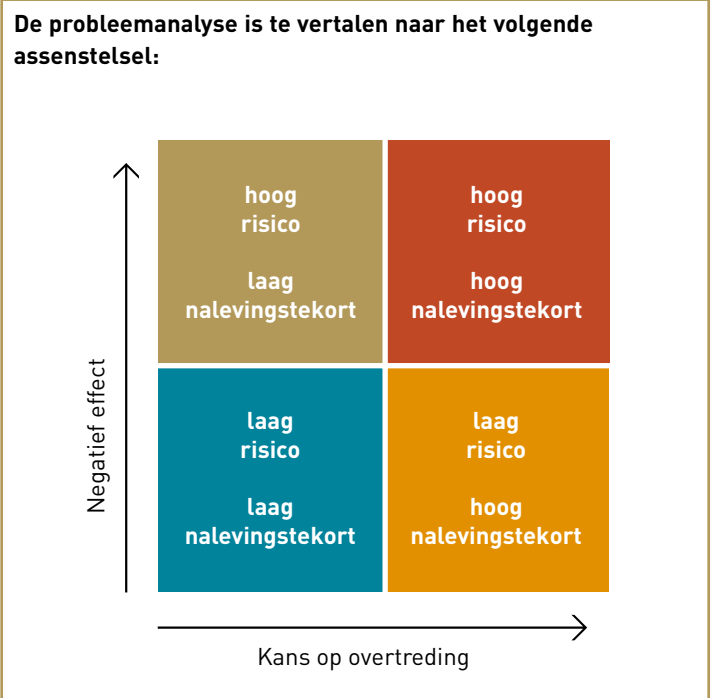 De probleemanalyse is te vertalen naar het volgende
assenstelsel:
hoog
risico
laag
nalevingstekort
hoog
risico
hoog
nalevingstekort
Negatief effect
laag
risico
laag
nalevingstekort
laag
risico
hoog
nalevingstekort
Kans op overtreding